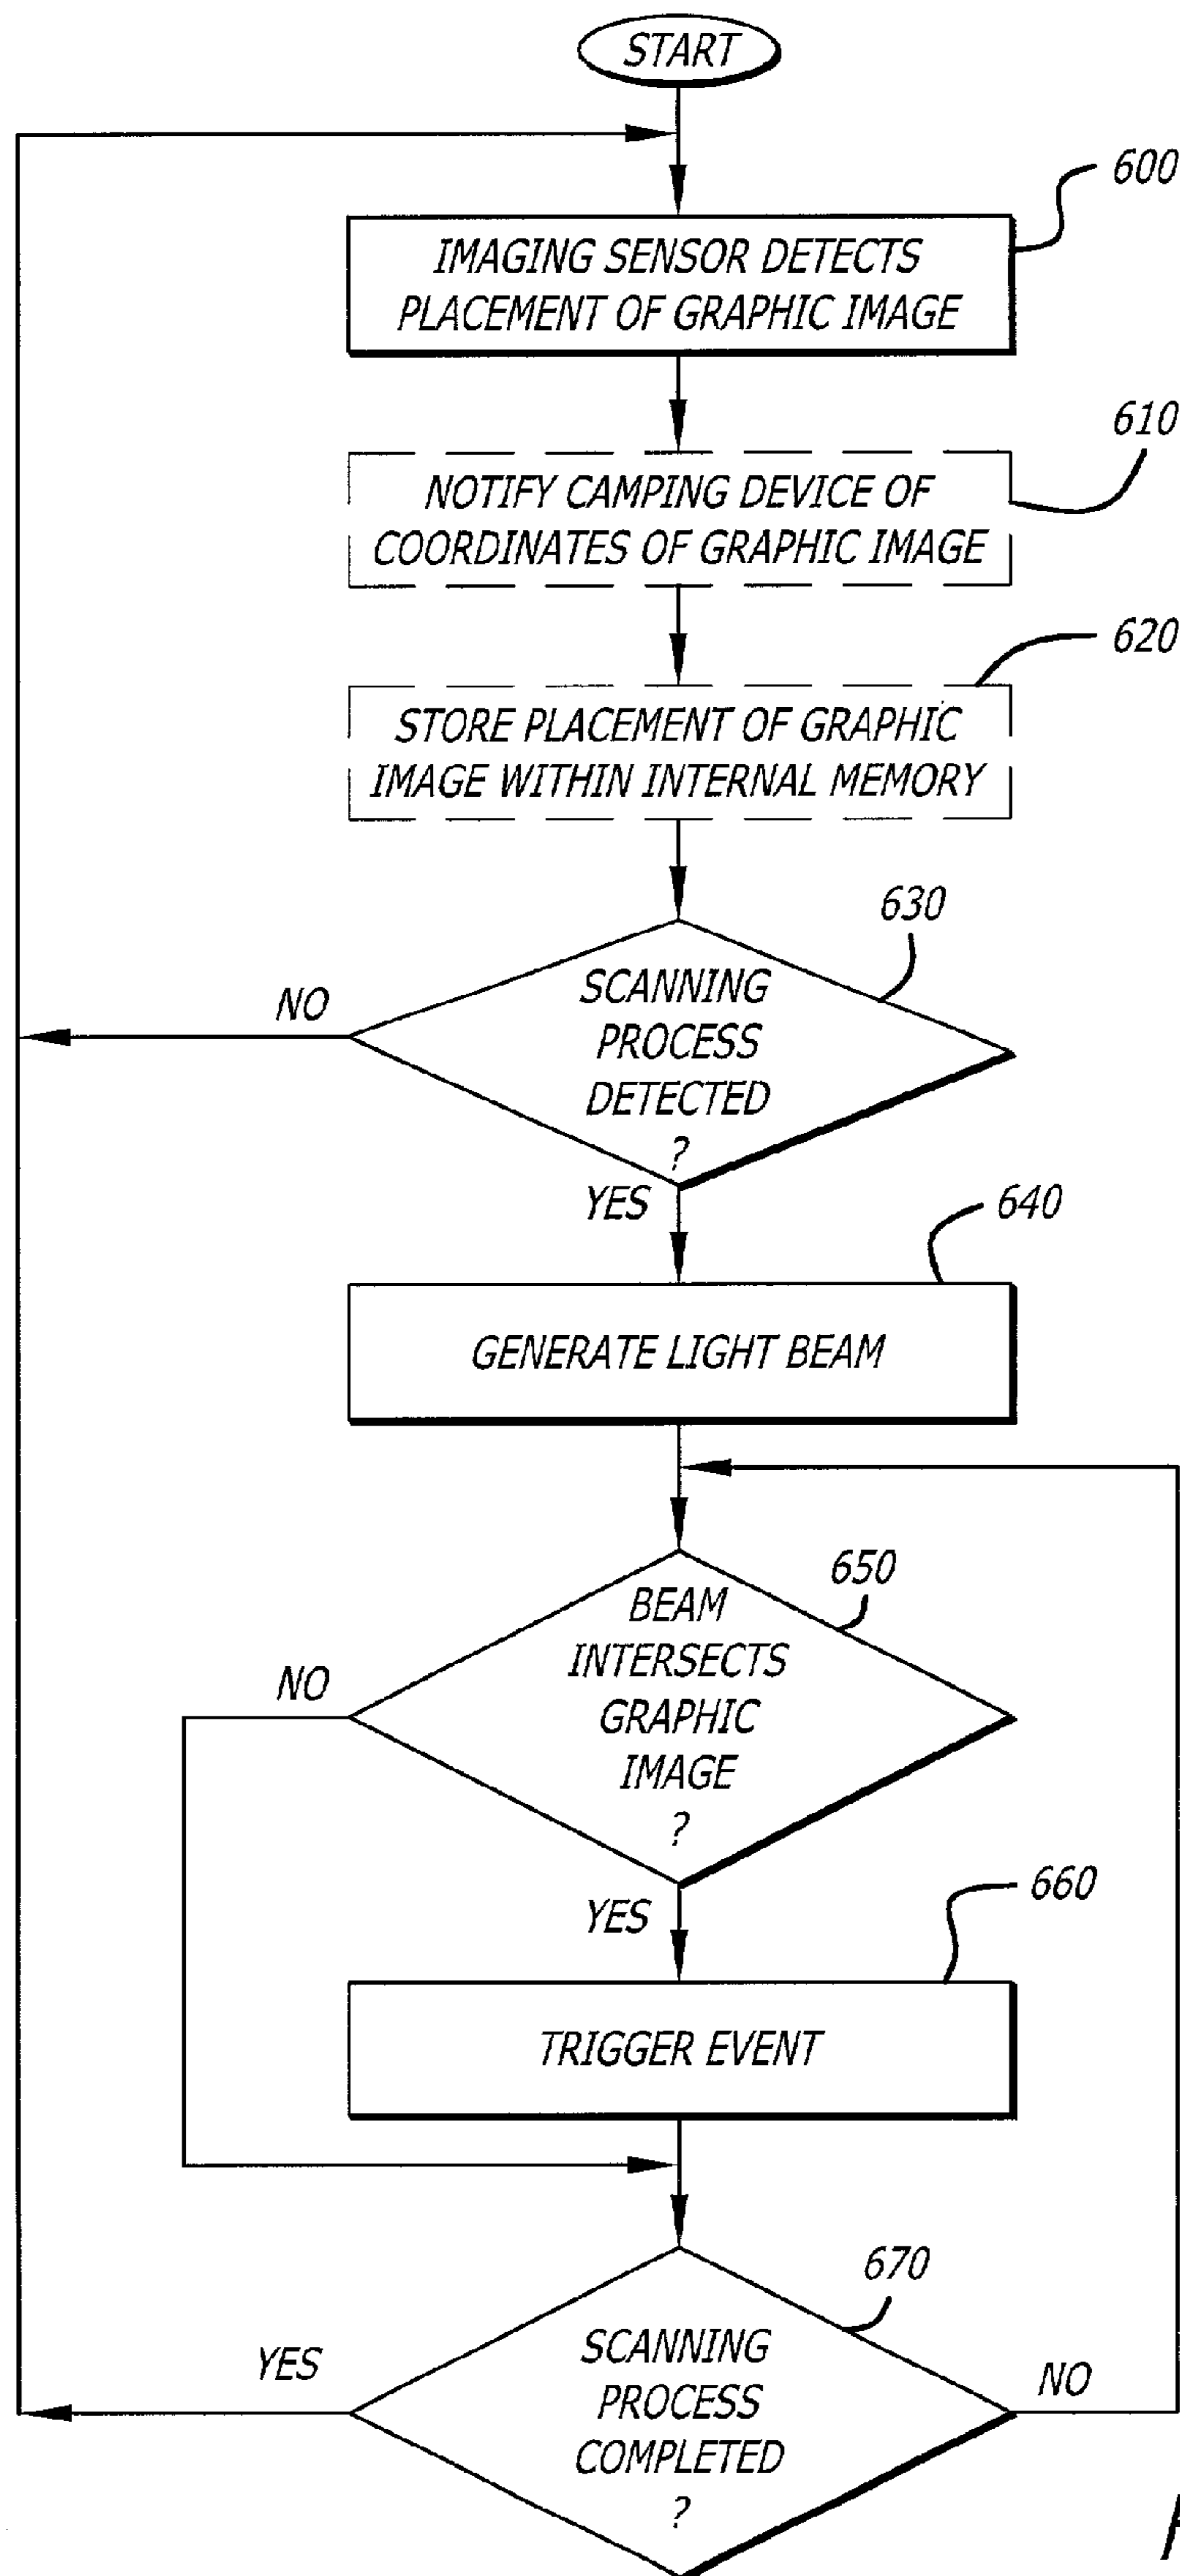 START
600
IMAGING SENSOR DETECTS
PLACEMENT OF GRAPHIC IMAGE
610
NOTIFY CAMPING DEVICE OF
COORDINATES OF GRAPHIC IMAGE
620
STORE PLACEMENT OF GRAPHIC
IMAGE WITHIN INTERNAL MEMORY
630
SCANNING
PROCESS
DETECTED
?
NO
YES
640
GENERATE LIGHT BEAM
650
BEAM
INTERSECTS
GRAPHIC
IMAGE
?
NO
YES
660
TRIGGER EVENT
670
SCANNING
PROCESS
COMPLETED
?
YES
NO